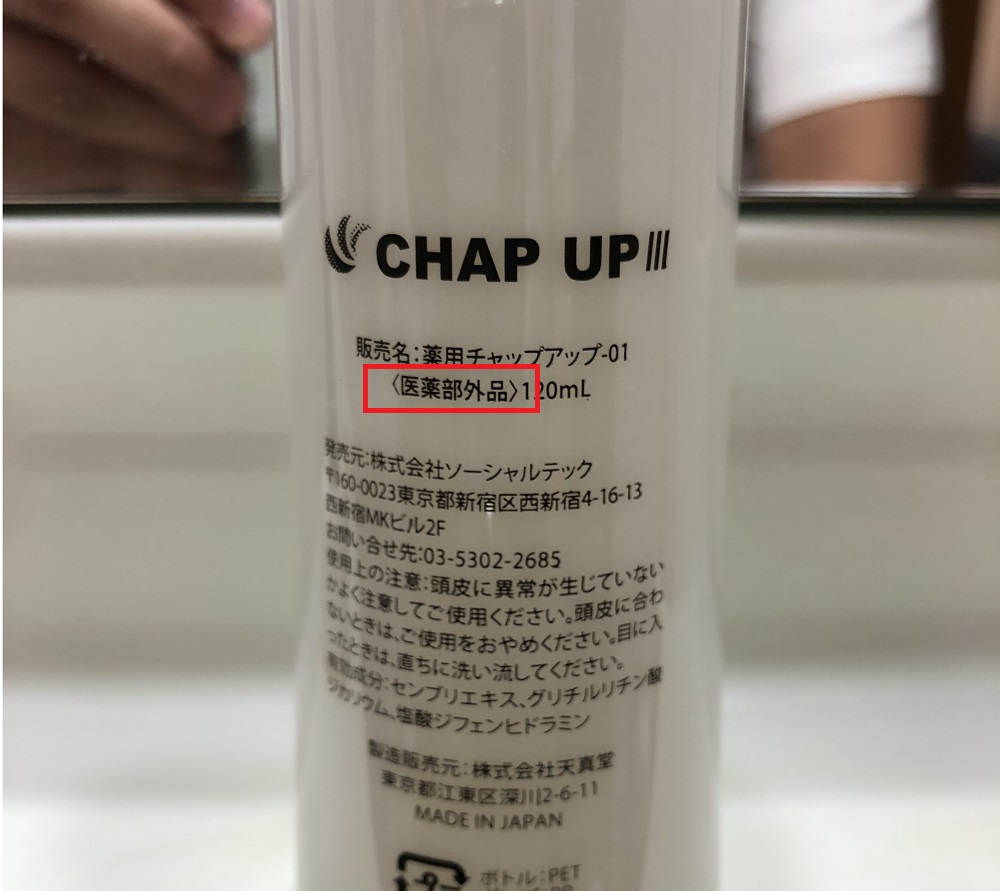 CHAP UP
販売名：薬用チャップアップ-01
〈医薬部外品〉120mL
発売元：株式会社ソーシャルテック
〒160-0023東京都新宿区西新宿4-16-13
西新宿MKビル2F
お問い合せ先：03-5302-2685
使用上の注意：頭皮に異常が生じていない
かよく注意してご使用ください。頭皮に合わ
ないときは、ご使用をおやめください。目に入
ったときは、直ちに洗い流してください。
有効成分：センブリエキス、グリチルリチン酸
ジカリウム、塩酸ジフェンヒドラミン
製造販売元：株式会社天真堂
東京都江東区深川2-6-11
MADE IN JAPAN
ボトル：PET